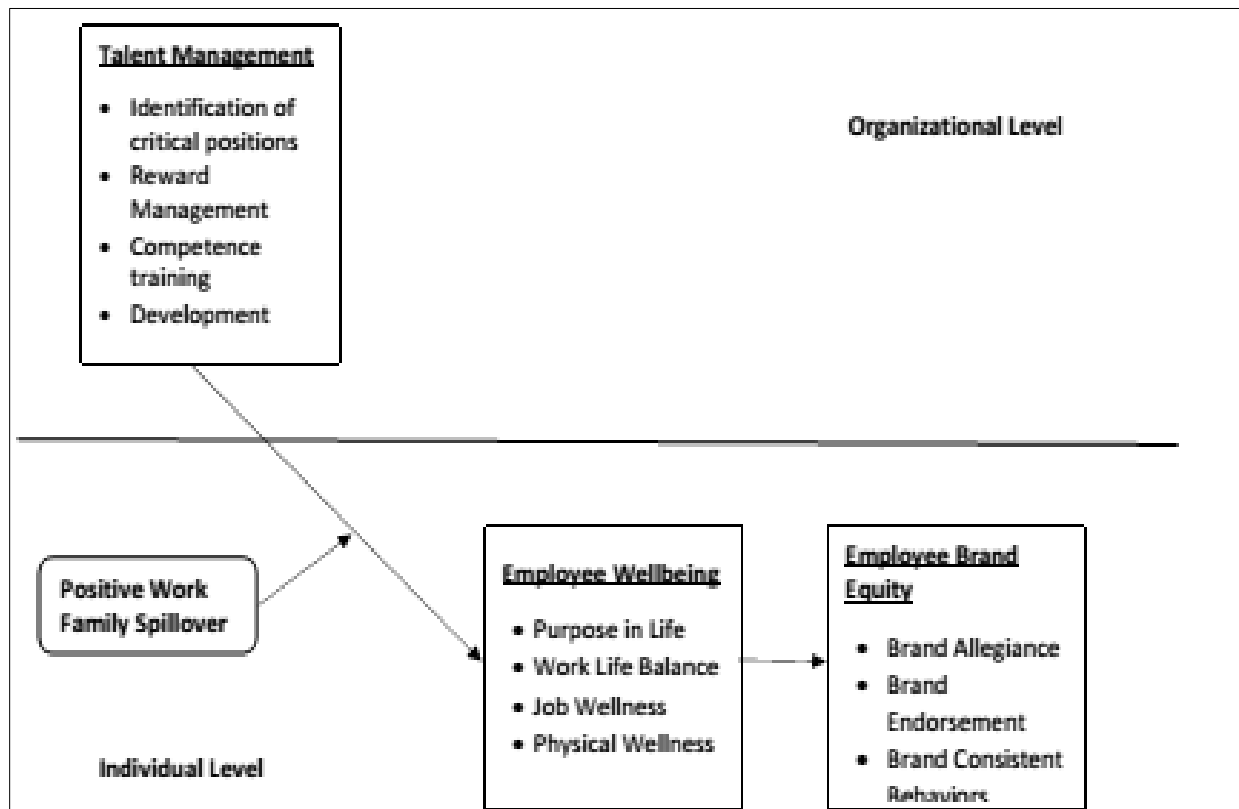 Talent Management
• Identification of
critical positions
• Reward
Management
• Competence
training
• Development
Organizational Level
Positive Work
Family Spillover
Employee Wellbeing
• Purpose in Life
• Work Life Balance
• Job Wellness
• Physical Wellness
Employee Brand
Equity
• Brand Allegiance
• Brand
Endorsement
• Brand Consistent
Behaviors
Individual Level